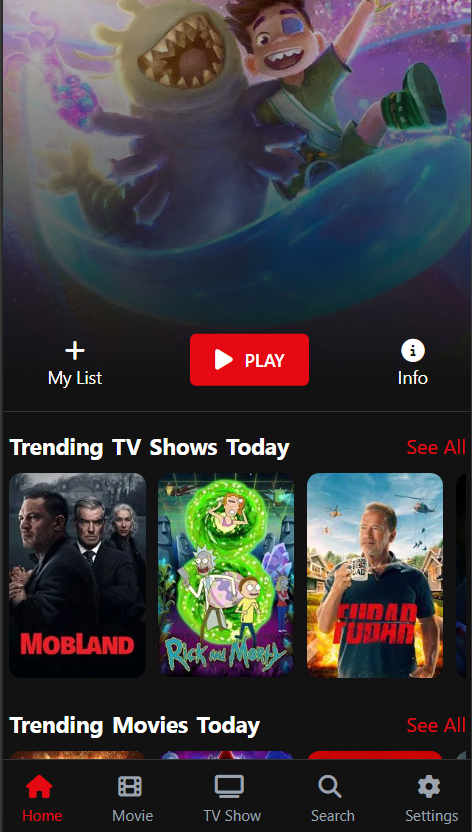 My List
PLAY
Info
Trending TV Shows Today
See All
MOBLAND
Rick and Morty
FUBAR
FUBAR
Trending Movies Today
See All
Home
Movie
TV Show
Search
Settings